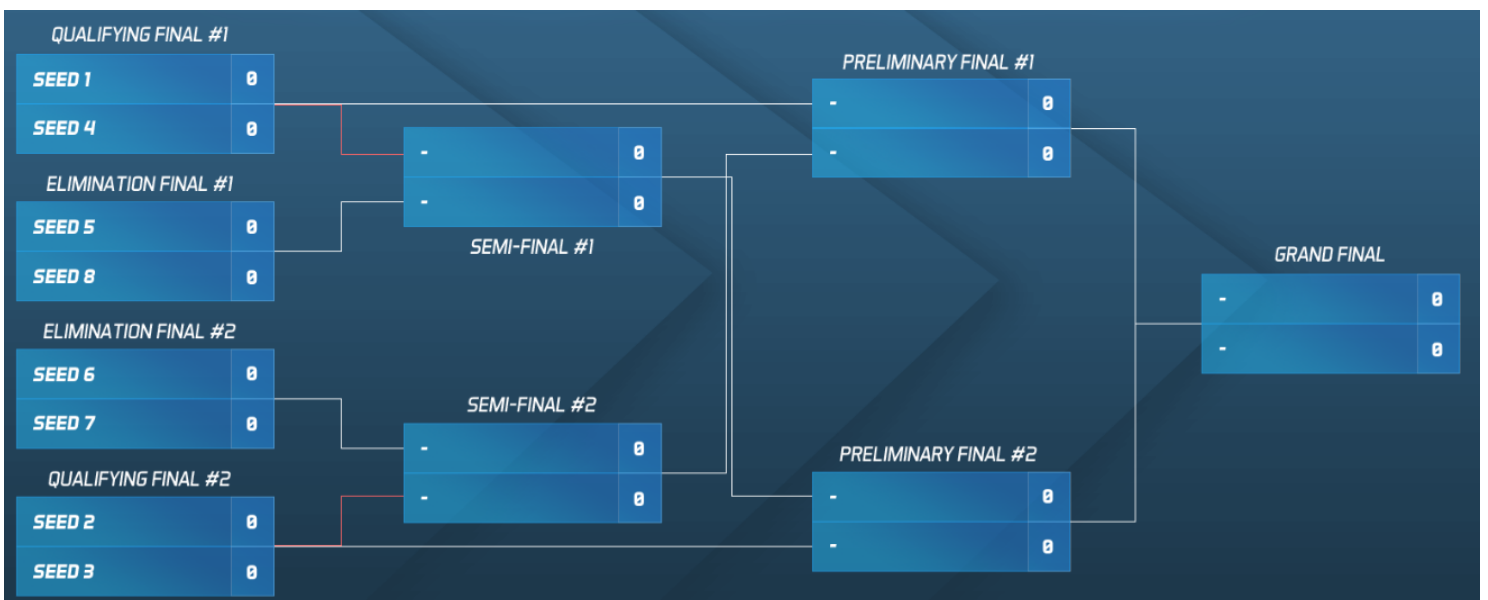 QUALIFYING FINAL #1
SEED 1 0
SEED 4 0
ELIMINATION FINAL #1
SEED 5 0
SEED 8 0
ELIMINATION FINAL #2
SEED 6 0
SEED 7 0
QUALIFYING FINAL #2
SEED 2 0
SEED 3 0
- 0
- 0
SEMI-FINAL #1
SEMI-FINAL #2
- 0
- 0
PRELIMINARY FINAL #1
- 0
- 0
PRELIMINARY FINAL #2
- 0
- 0
GRAND FINAL
- 0
- 0